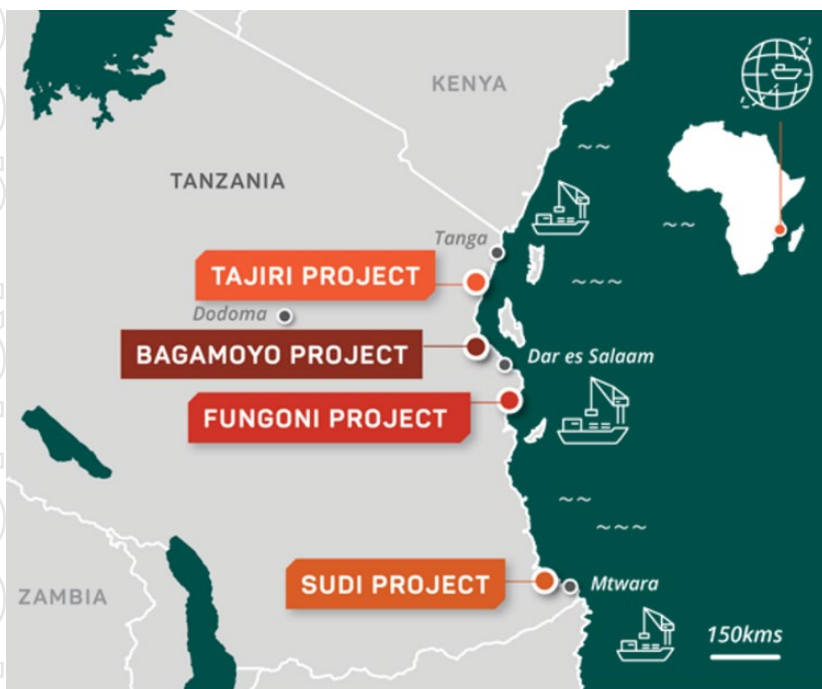 KENYA
TANZANIA
Tanga
TAJIRI PROJECT
Dodoma
BAGAMOYO PROJECT
Dar es Salaam
FUNGONI PROJECT
SUDI PROJECT
Mtwara
ZAMBIA
150kms